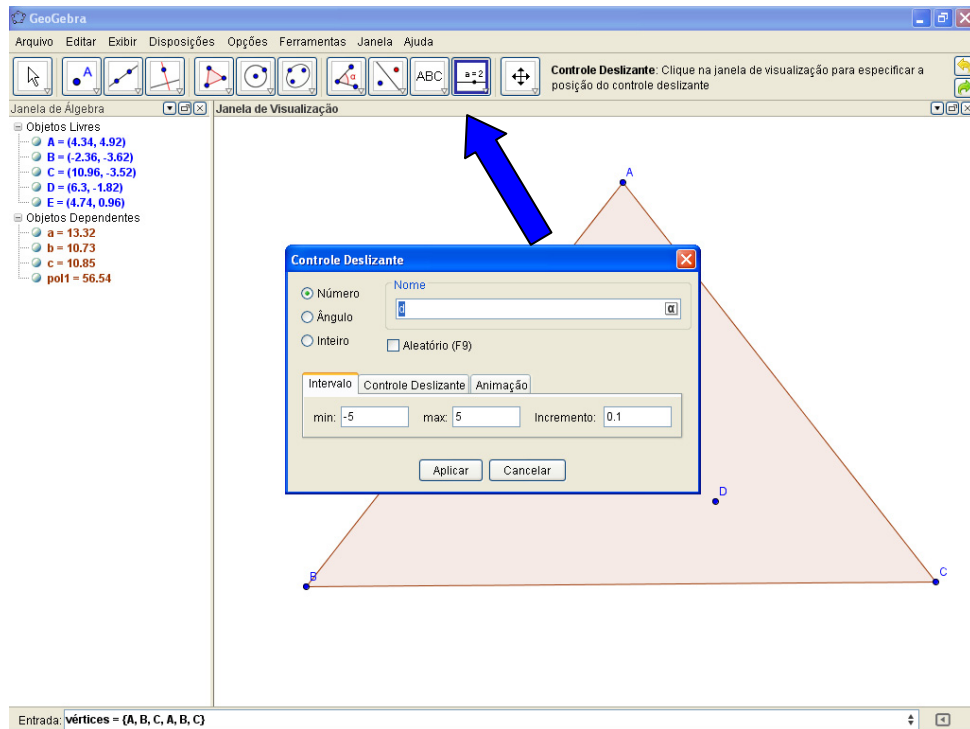 GeoGebra
Arquivo Editar Exibir Disposições Opções Ferramentas Janela Ajuda
A
α
ABC
a=2
Controle Deslizante: Clique na janela de visualização para especificar a
posição do controle deslizante
Janela de Álgebra
Janela de Visualização
Objetos Livres
A = (4.34, 4.92)
B = (-2.36, -3.62)
C = (10.96, -3.52)
D = (6.3, -1.82)
E = (4.74, 0.96)
Objetos Dependentes
a = 13.32
b = 10.73
c = 10.85
pol1 = 56.54
A
Controle Deslizante
Número
Ângulo
Inteiro
Nome
d
α
Aleatório (F9)
Intervalo Controle Deslizante Animação
min: -5 max: 5 Incremento: 0.1
Aplicar Cancelar
D
B
C
Entrada: vértices = {A, B, C, A, B, C}